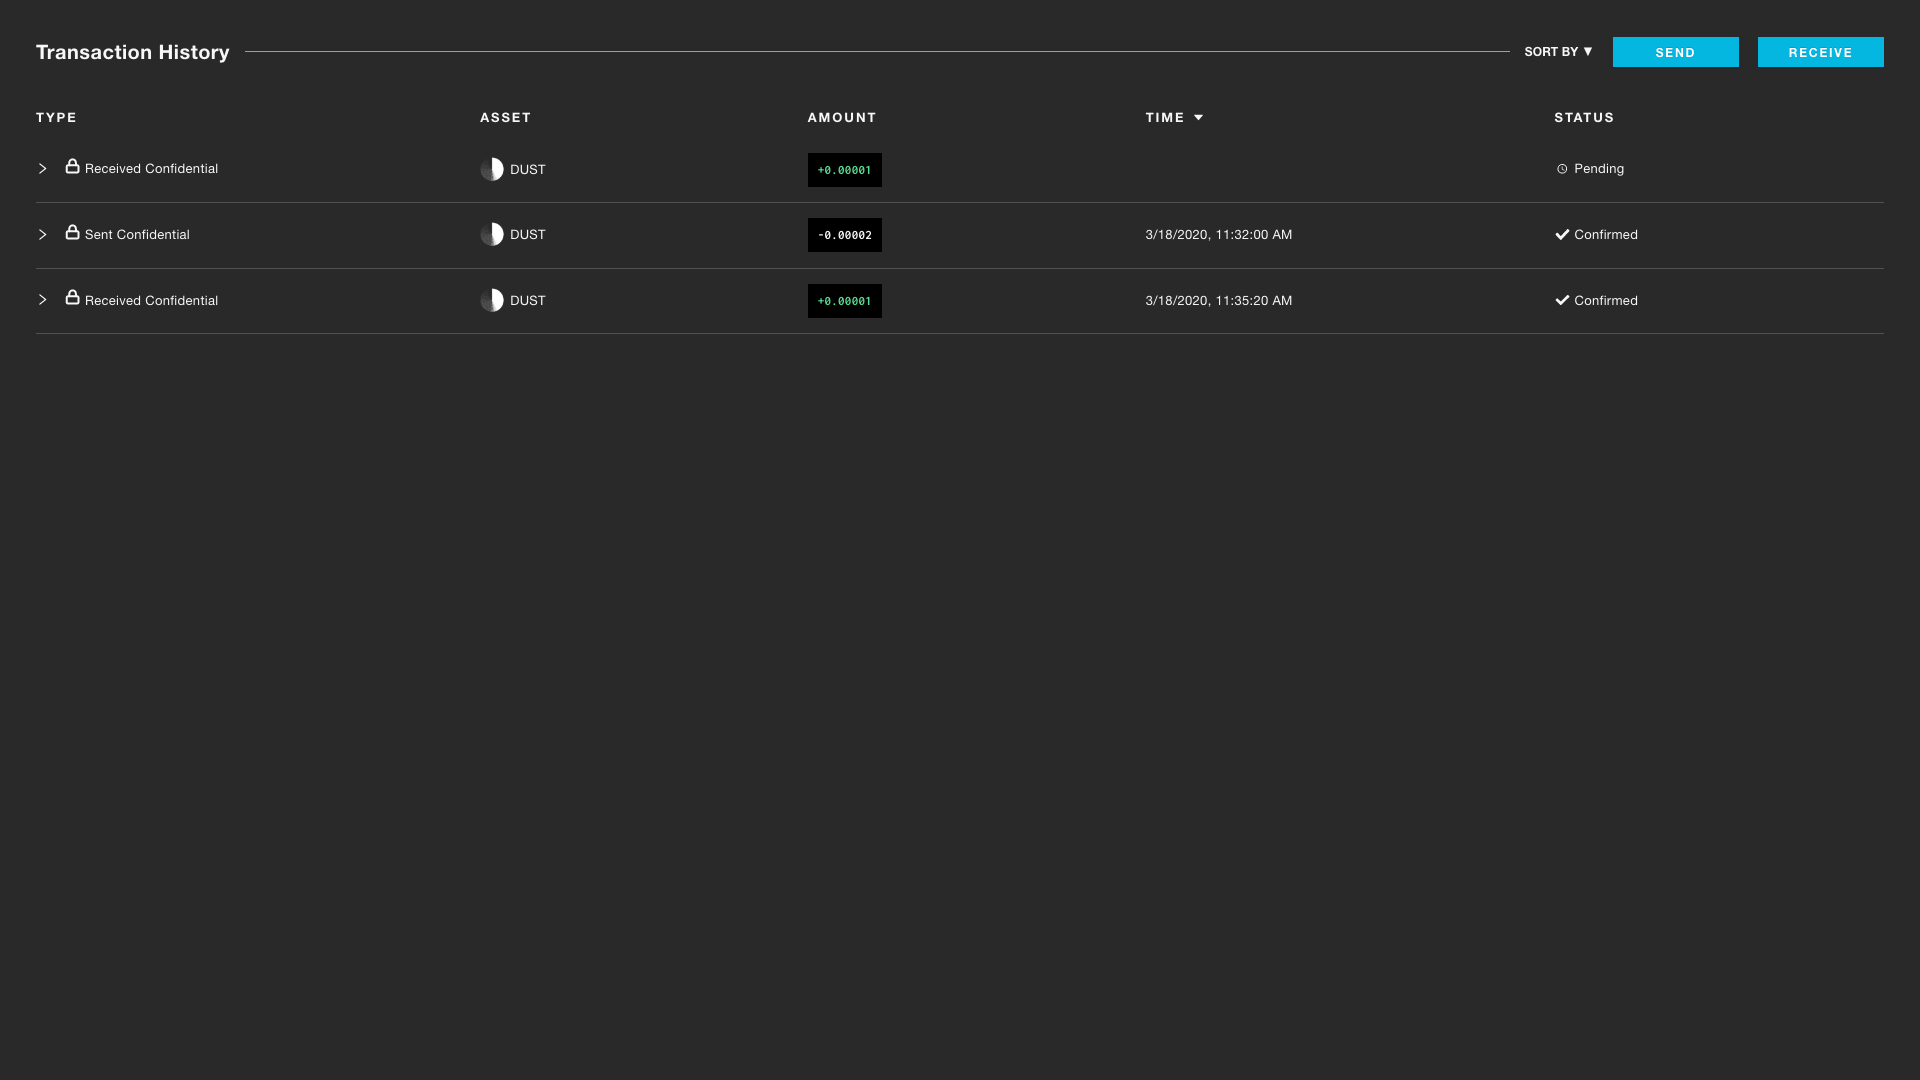 Transaction History SORT BY ▼ SEND RECEIVE
TYPE ASSET AMOUNT TIME ▼ STATUS
Received Confidential DUST +0.00001 Pending
Sent Confidential DUST -0.00002 3/18/2020, 11:32:00 AM Confirmed
Received Confidential DUST +0.00001 3/18/2020, 11:35:20 AM Confirmed